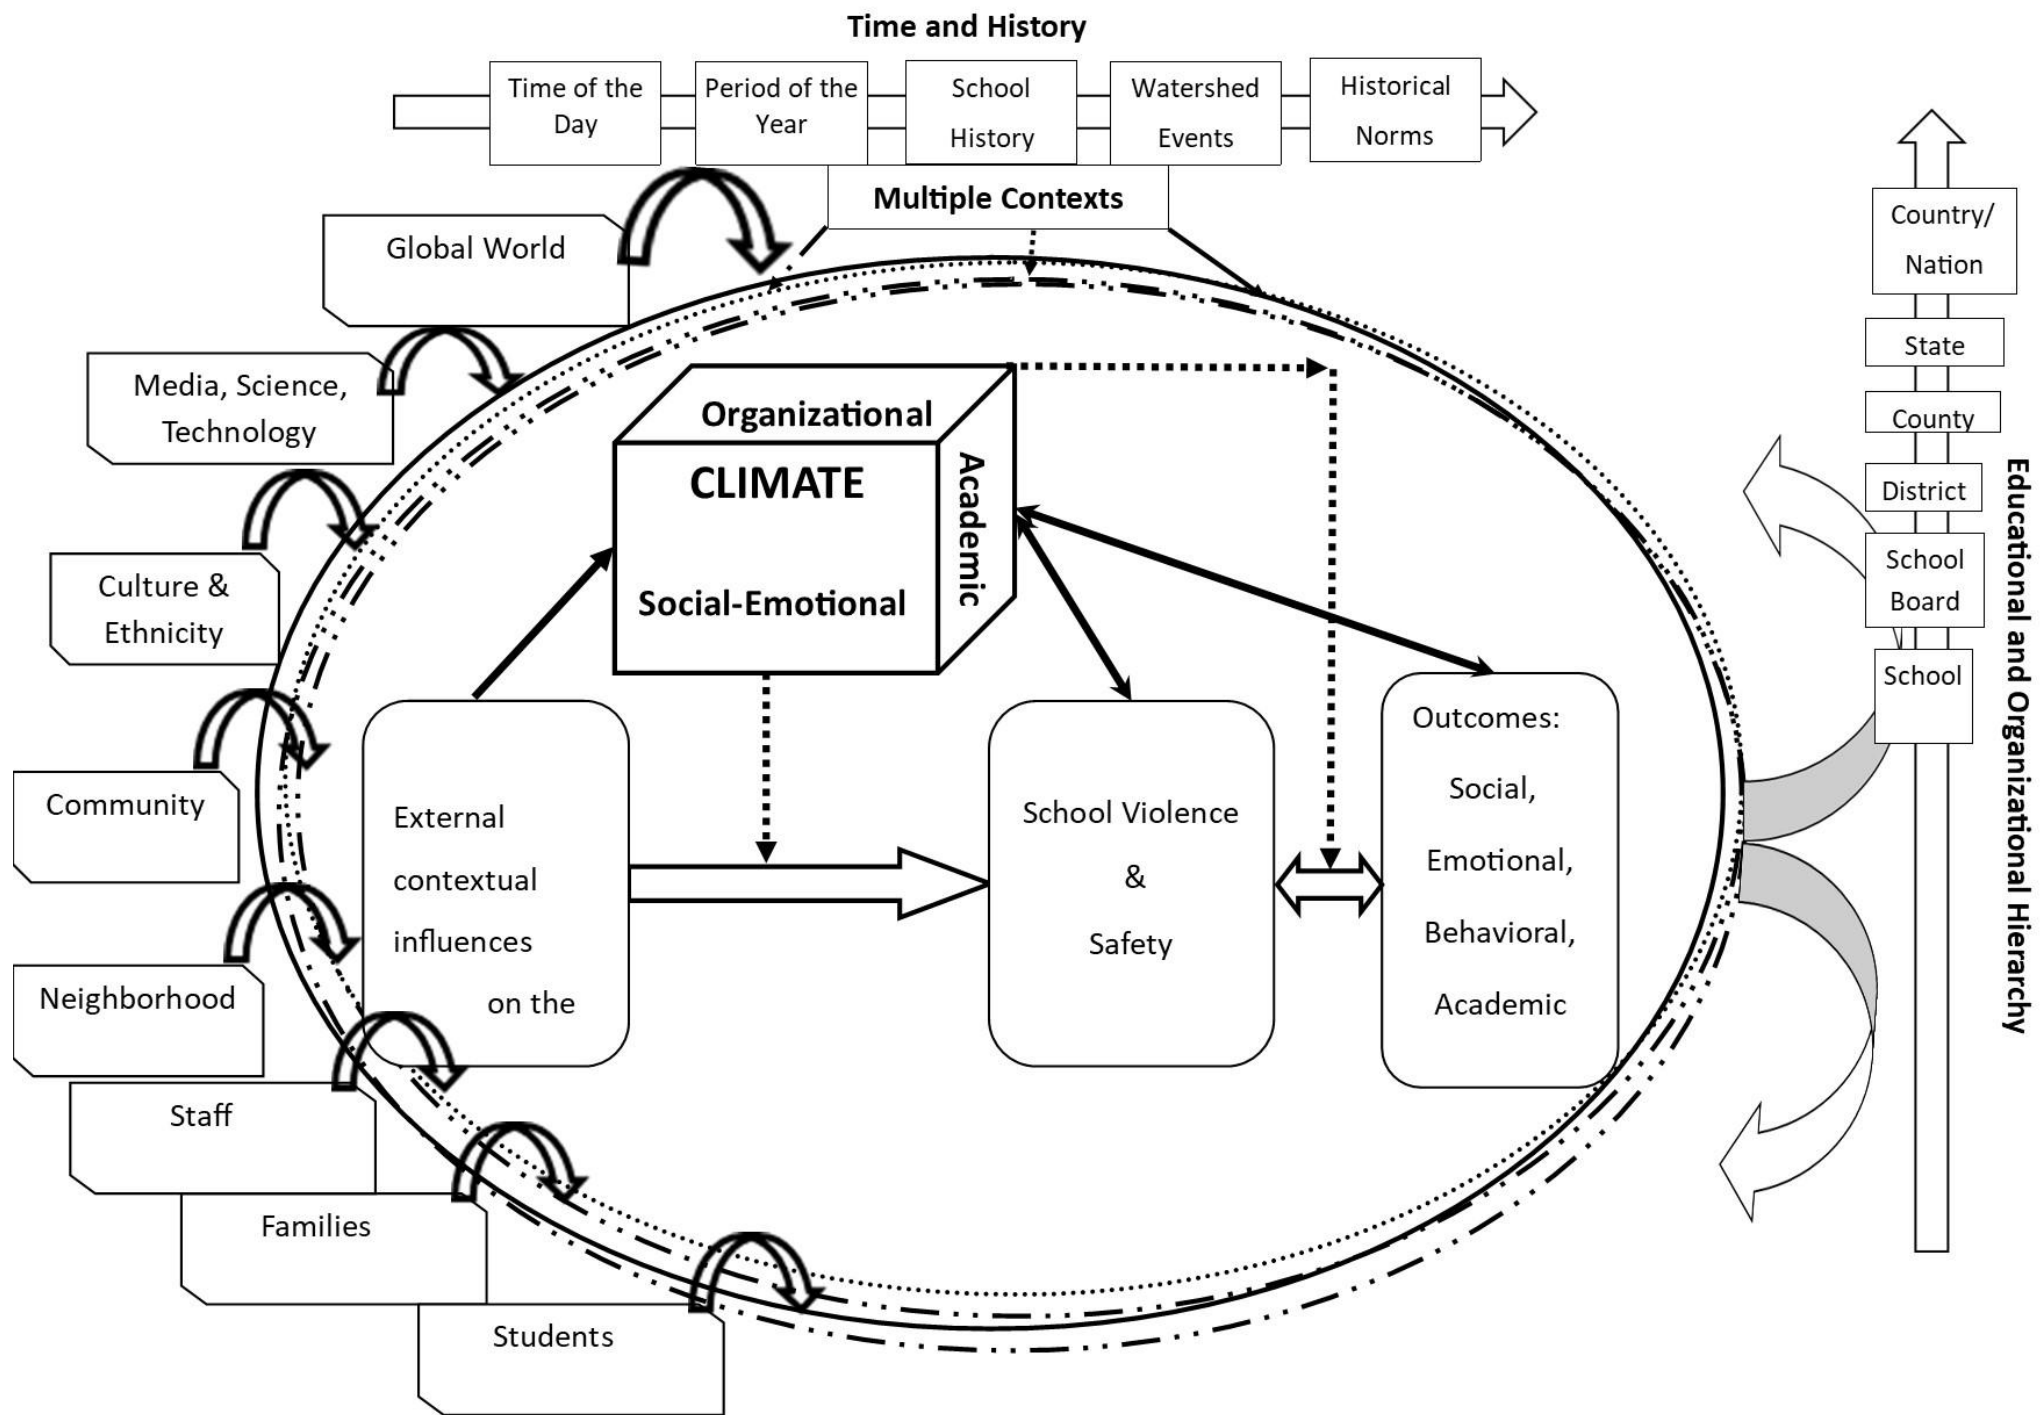 Time and History
Time of the
Day
Period of the
Year
School
History
Watershed
Events
Historical
Norms
Multiple Contexts
Global World
Media, Science,
Technology
Culture &
Ethnicity
Community
Neighborhood
Staff
Families
Students
Organizational
CLIMATE
Social-Emotional
Academic
External
contextual
influences
on the
School Violence
&
Safety
Outcomes:
Social,
Emotional,
Behavioral,
Academic
Country/
Nation
State
County
District
School
Board
School
Educational and Organizational Hierarchy